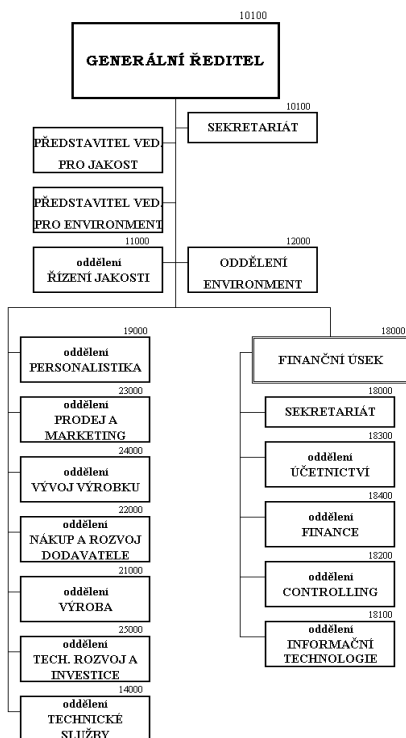 10100
GENERÁLNÍ ŘEDITEL
10100
SEKRETARIÁT
PŘEDSTAVITEL VED.
PRO JAKOST
PŘEDSTAVITEL VED.
PRO ENVIRONMENT
11000
oddělení
ŘÍZENÍ JAKOSTI
12000
ODDĚLENÍ
ENVIRONMENT
19000
oddělení
PERSONALISTIKA
23000
oddělení
PRODEJ A
MARKETING
24000
oddělení
VÝVOJ VÝROBKU
22000
oddělení
NÁKUP A ROZVOJ
DODAVATELE
21000
oddělení
VÝROBA
25000
oddělení
TECH. ROZVOJ A
INVESTICE
14000
oddělení
TECHNICKÉ
SLUŽBY
18000
FINANČNÍ ÚSEK
18000
SEKRETARIÁT
18300
oddělení
ÚČETNICTVÍ
18400
oddělení
FINANCE
18200
oddělení
CONTROLLING
18100
oddělení
INFORMAČNÍ
TECHNOLOGIE